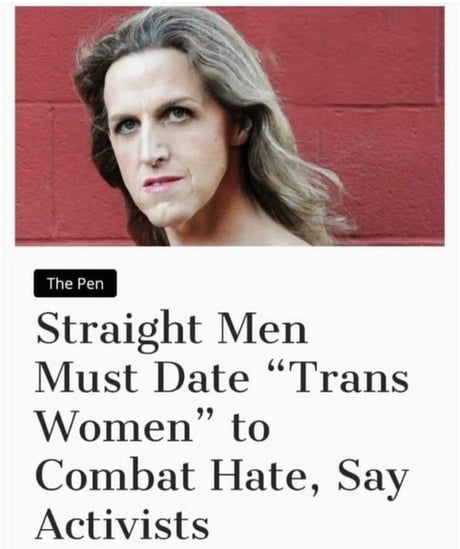 The Pen
Straight Men
Must Date “Trans
Women” to
Combat Hate, Say
Activists